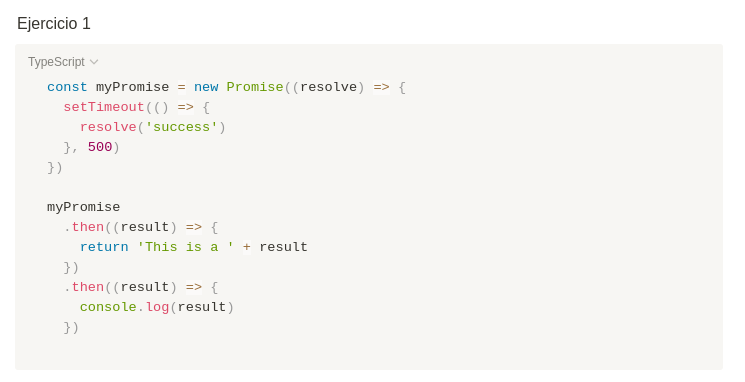 Ejercicio 1
TypeScript
const myPromise = new Promise((resolve) => {
  setTimeout(() => {
    resolve('success')
  }, 500)
})

myPromise
  .then((result) => {
    return 'This is a ' + result
  })
  .then((result) => {
    console.log(result)
  })